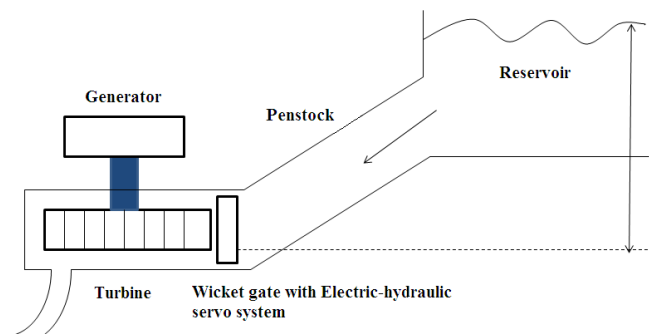 Reservoir
Generator
Penstock
Turbine
Wicket gate with Electric-hydraulic
servo system